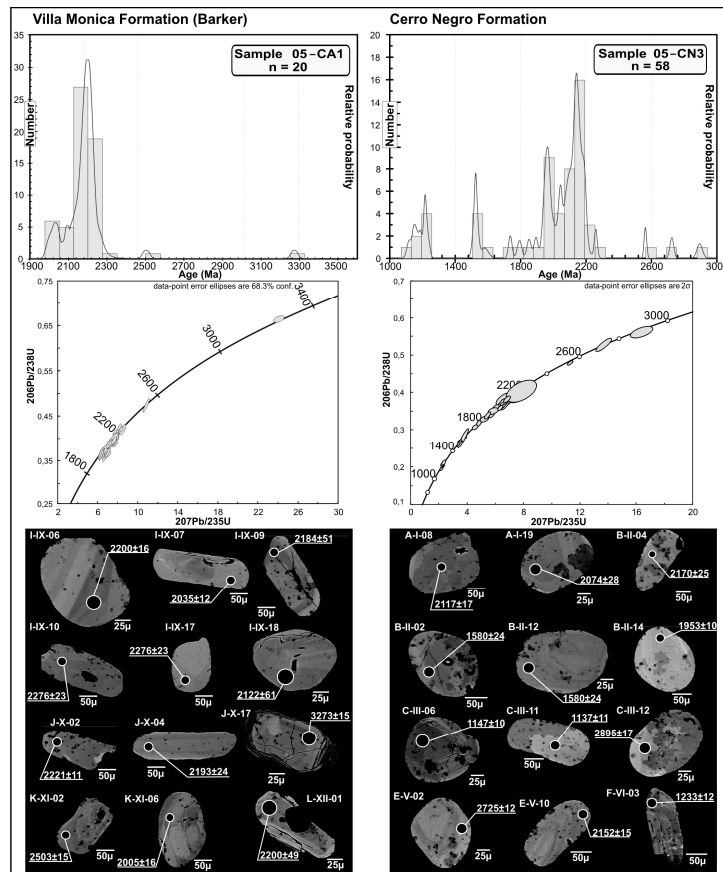 Villa Monica Formation (Barker)
Sample 05-CA1
n = 20
Number
Relative probability
35
30
25
20
15
10
5
0
1900 2100 2300 2500 2700 2900 3100 3300 3500
Age (Ma)
data-point error ellipses are 68.3% conf.
206Pb/238U
0,75
0,65
0,55
0,45
0,35
0,25
1800
2200
2600
3000
3400
2 6 10 14 18 22 26 30
207Pb/235U
I-IX-06
2200±16
25µ
I-IX-07
2035±12
50µ
I-IX-09
2184±51
50µ
I-IX-10
2276±23
50µ
I-IX-17
2276±23
50µ
I-IX-18
2122±61
25µ
J-X-02
2221±11
50µ
J-X-04
2193±24
50µ
J-X-17
3273±15
25µ
K-XI-02
2503±15
50µ
K-XI-06
2005±16
50µ
L-XII-01
2200±49
25µ
Cerro Negro Formation
Sample 05-CN3
n = 58
Number
Relative probability
20
18
16
14
12
10
8
6
4
2
0
1000 1400 1800 2200 2600 300
Age (Ma)
data-point error ellipses are 2σ
206Pb/238U
0,6
0,5
0,4
0,3
0,2
0,1
1000
1400
1800
2200
2600
3000
0 4 8 12 16 20
207Pb/235U
A-I-08
2117±17
50µ
A-I-19
2074±28
25µ
B-II-04
2170±25
50µ
B-II-02
1580±24
50µ
B-II-12
1580±24
25µ
B-II-14
1953±10
50µ
C-III-06
1147±10
25µ
C-III-11
1137±11
50µ
C-III-12
2896±17
25µ
E-V-02
2725±12
25µ
E-V-10
2152±15
50µ
F-VI-03
1233±12
50µ